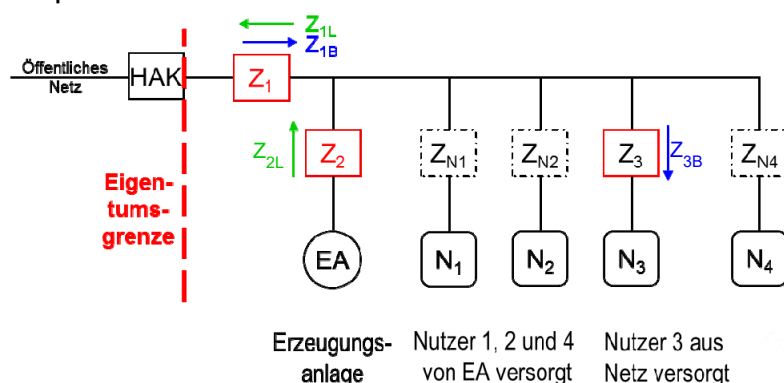 Z1L
Z1B
Öffentliches
Netz
HAK
Z1
Z2L
Z2
ZN1
ZN2
Z3
Z3B
ZN4
Eigen-
tums-
grenze
EA
N1
N2
N3
N4
Erzeugungs-
anlage
Nutzer 1, 2 und 4
von EA versorgt
Nutzer 3 aus
Netz versorgt